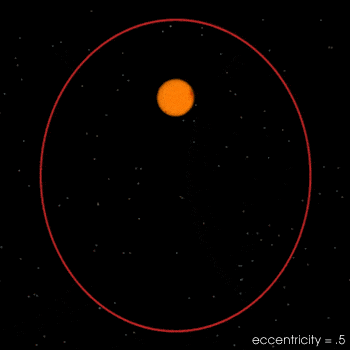 eccentricity = .5